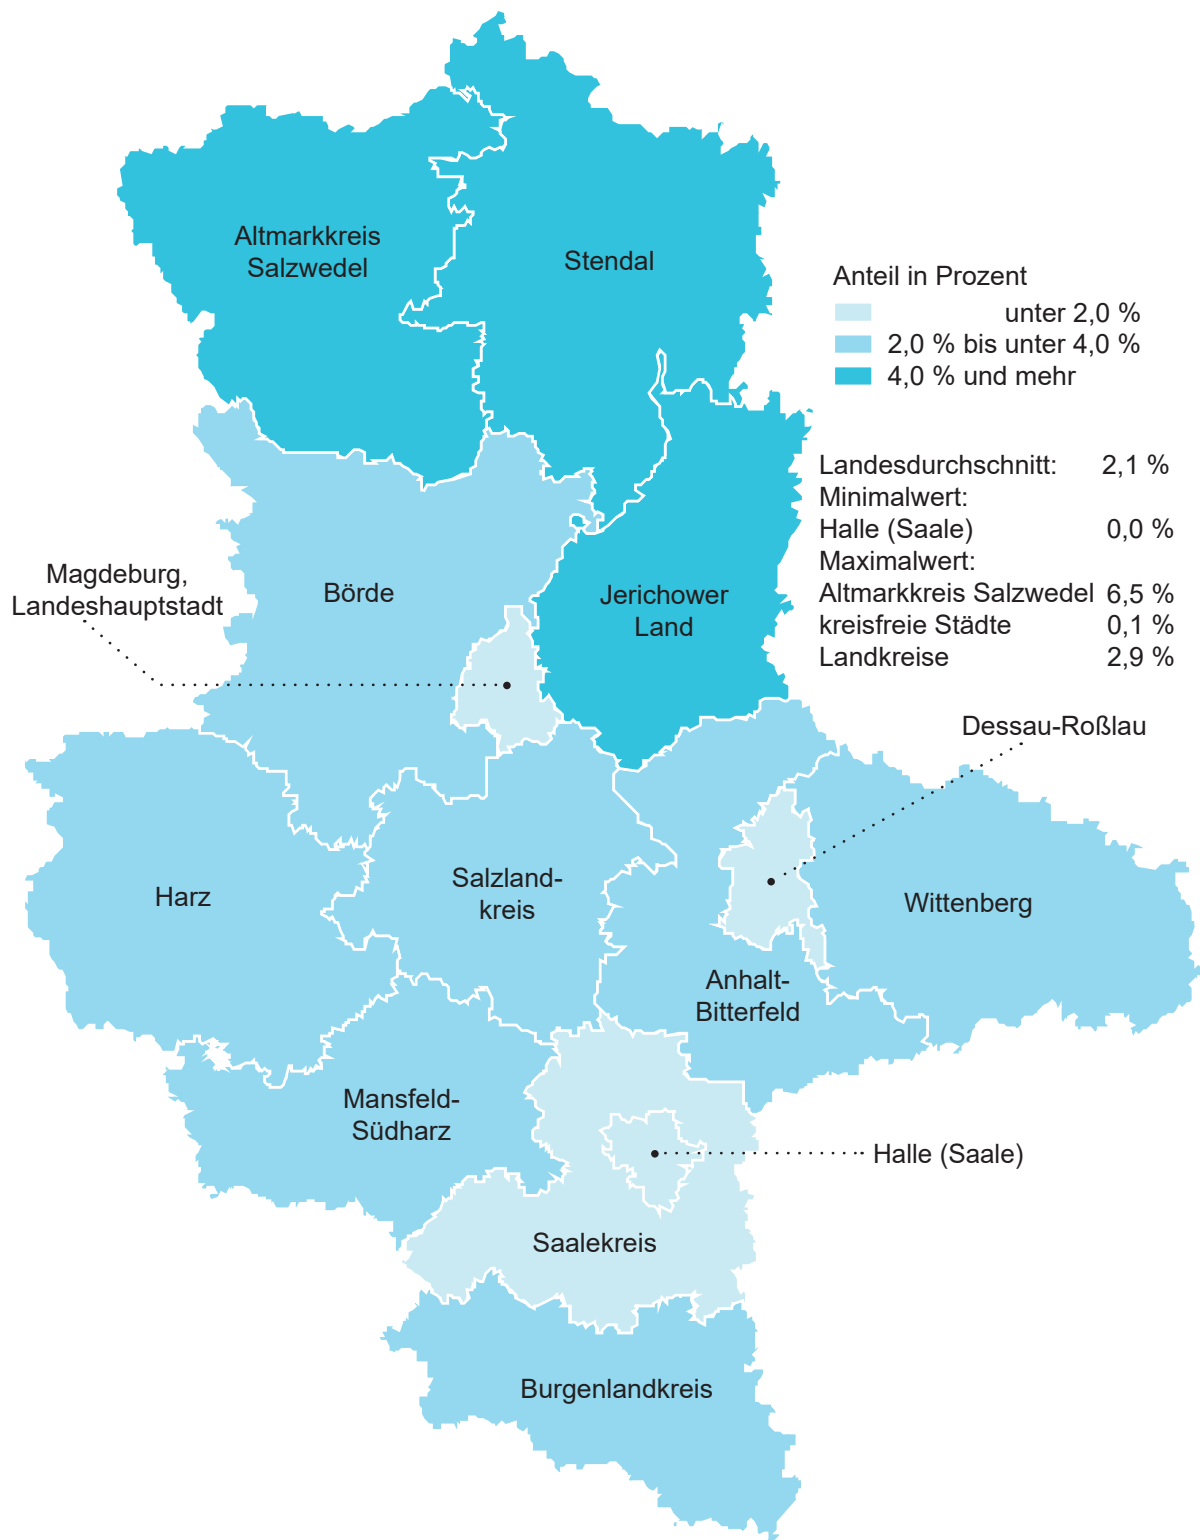 Altmarkkreis
Salzwedel
Stendal
Anteil in Prozent
unter 2,0 %
2,0 % bis unter 4,0 %
4,0 % und mehr
Landesdurchschnitt: 2,1 %
Minimalwert:
Halle (Saale) 0,0 %
Maximalwert:
Altmarkkreis Salzwedel 6,5 %
kreisfreie Städte 0,1 %
Landkreise 2,9 %
Magdeburg,
Landeshauptstadt
Börde
Jerichower
Land
Dessau-Roßlau
Harz
Salzland-
kreis
Wittenberg
Anhalt-
Bitterfeld
Mansfeld-
Südharz
Halle (Saale)
Saalekreis
Burgenlandkreis